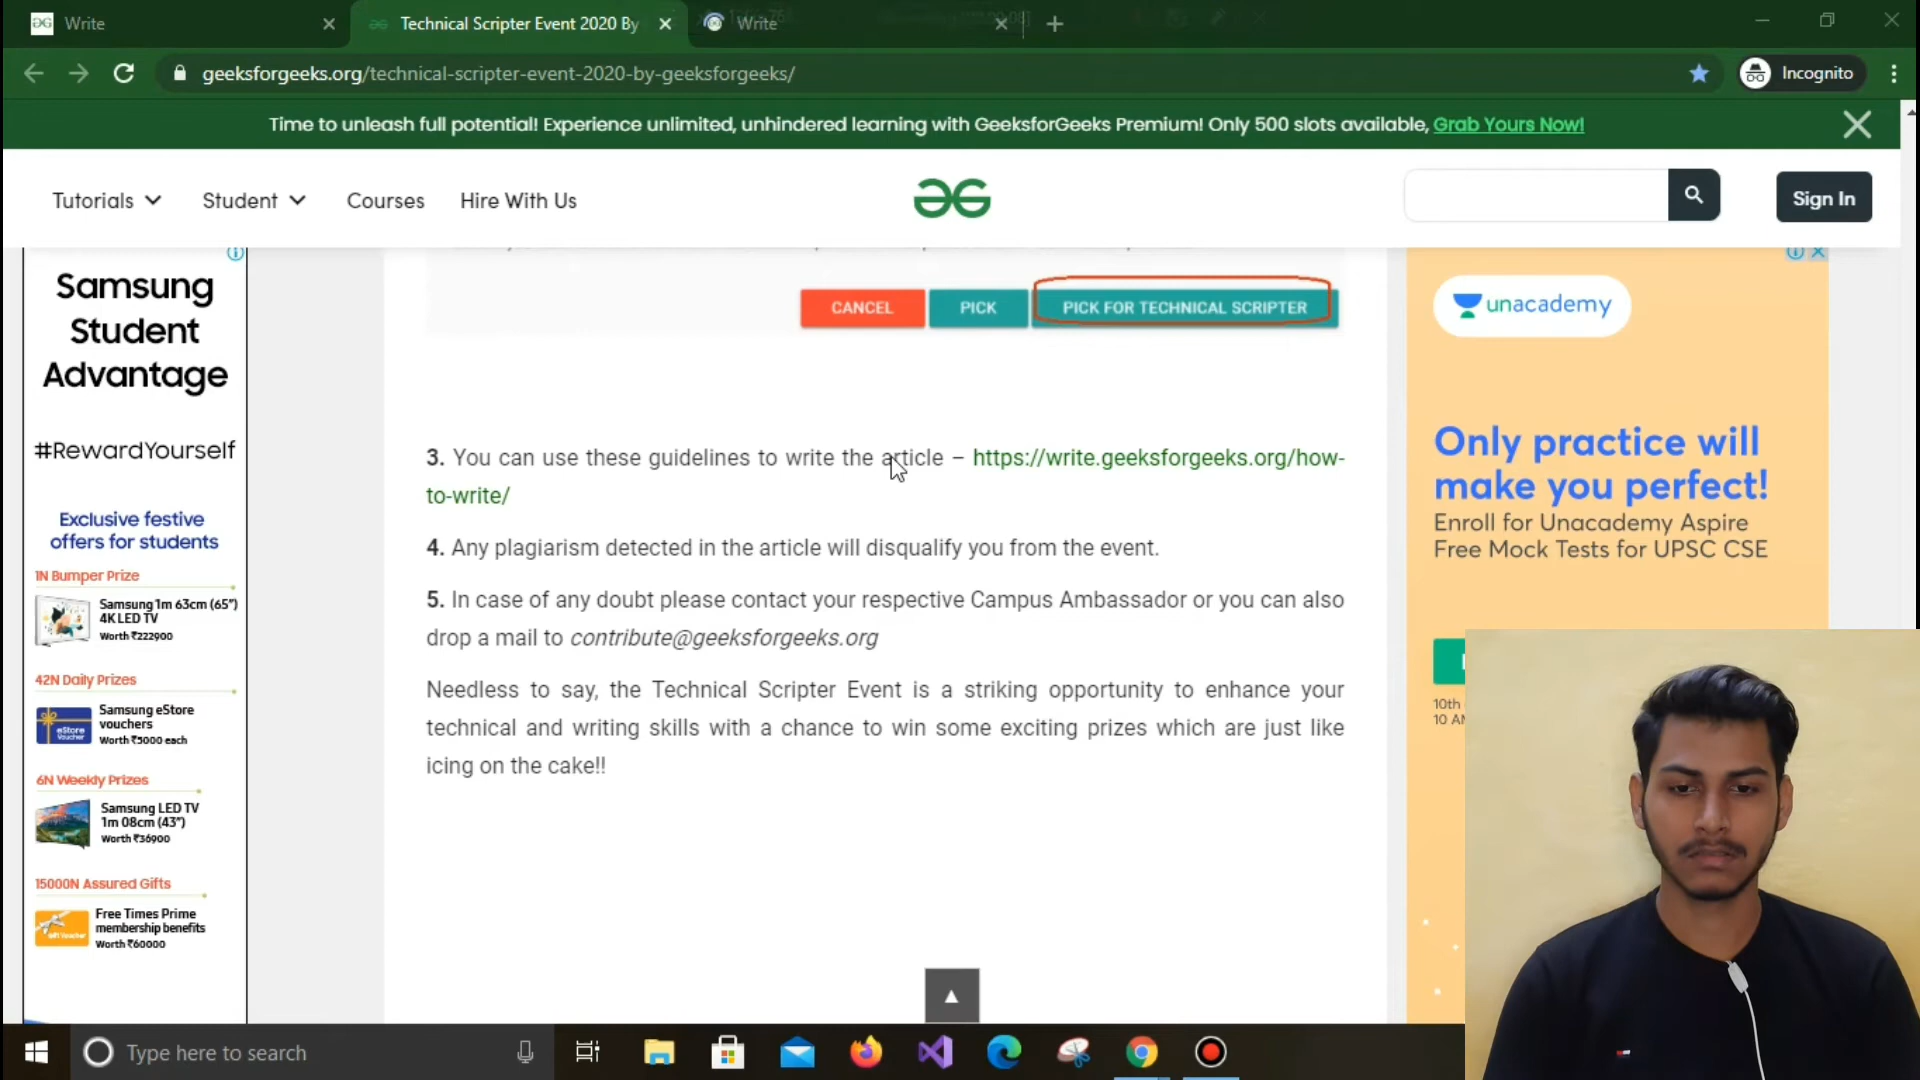 Write
Technical Scripter Event 2020 By
Write
geeksforgeeks.org/technical-scripter-event-2020-by-geeksforgeeks/
Incognito
Time to unleash full potential! Experience unlimited, unhindered learning with GeeksforGeeks Premium! Only 500 slots available, Grab Yours Now!
Tutorials
Student
Courses
Hire With Us
Sign In
CANCEL
PICK
PICK FOR TECHNICAL SCRIPTER
3. You can use these guidelines to write the article – https://write.geeksforgeeks.org/how-
to-write/
4. Any plagiarism detected in the article will disqualify you from the event.
5. In case of any doubt please contact your respective Campus Ambassador or you can also
drop a mail to contribute@geeksforgeeks.org
Needless to say, the Technical Scripter Event is a striking opportunity to enhance your
technical and writing skills with a chance to win some exciting prizes which are just like
icing on the cake!!
Samsung
Student
Advantage
#RewardYourself
Exclusive festive
offers for students
1N Bumper Prize
Samsung 1m 63cm (65")
4K LED TV
Worth ₹222900
42N Daily Prizes
Samsung eStore
vouchers
Worth ₹5000 each
6N Weekly Prizes
Samsung LED TV
1m 08cm (43")
Worth ₹36900
15000N Assured Gifts
Free Times Prime
membership benefits
Worth ₹60000
unacademy
Only practice will
make you perfect!
Enroll for Unacademy Aspire
Free Mock Tests for UPSC CSE
10th
Type here to search